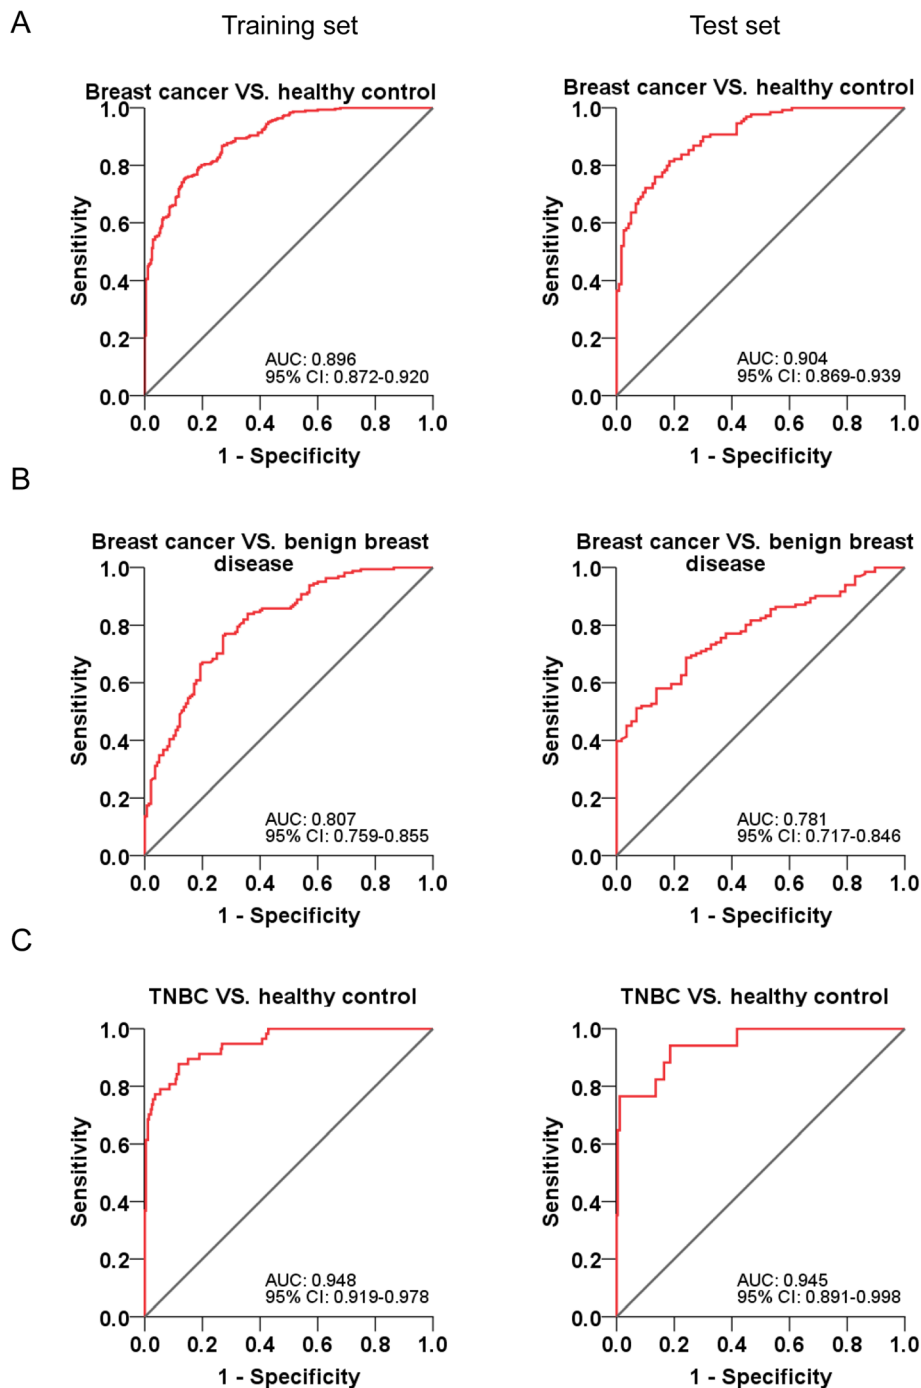 A
Training set
Test set
Breast cancer VS. healthy control
1.0
0.8
0.6
0.4
0.2
0.0
Sensitivity
AUC: 0.896
95% CI: 0.872-0.920
0.0 0.2 0.4 0.6 0.8 1.0
1 - Specificity
Breast cancer VS. healthy control
1.0
0.8
0.6
0.4
0.2
0.0
Sensitivity
AUC: 0.904
95% CI: 0.869-0.939
0.0 0.2 0.4 0.6 0.8 1.0
1 - Specificity
B
Breast cancer VS. benign breast
disease
1.0
0.8
0.6
0.4
0.2
0.0
Sensitivity
AUC: 0.807
95% CI: 0.759-0.855
0.0 0.2 0.4 0.6 0.8 1.0
1 - Specificity
Breast cancer VS. benign breast
disease
1.0
0.8
0.6
0.4
0.2
0.0
Sensitivity
AUC: 0.781
95% CI: 0.717-0.846
0.0 0.2 0.4 0.6 0.8 1.0
1 - Specificity
C
TNBC VS. healthy control
1.0
0.8
0.6
0.4
0.2
0.0
Sensitivity
AUC: 0.948
95% CI: 0.919-0.978
0.0 0.2 0.4 0.6 0.8 1.0
1 - Specificity
TNBC VS. healthy control
1.0
0.8
0.6
0.4
0.2
0.0
Sensitivity
AUC: 0.945
95% CI: 0.891-0.998
0.0 0.2 0.4 0.6 0.8 1.0
1 - Specificity